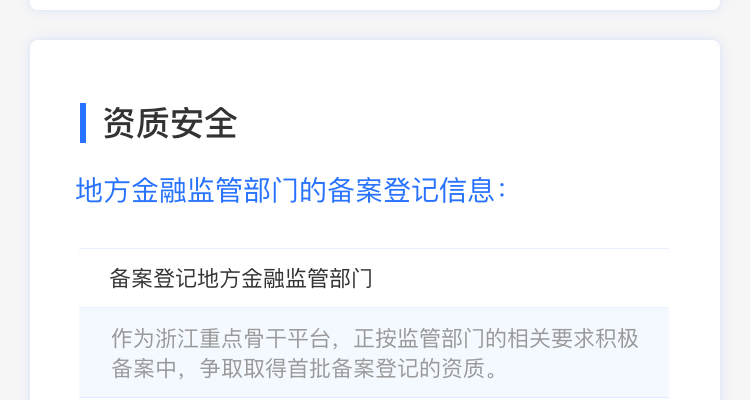 资质安全
地方金融监管部门的备案登记信息：
备案登记地方金融监管部门
作为浙江重点骨干平台，正按监管部门的相关要求积极
备案中，争取取得首批备案登记的资质。